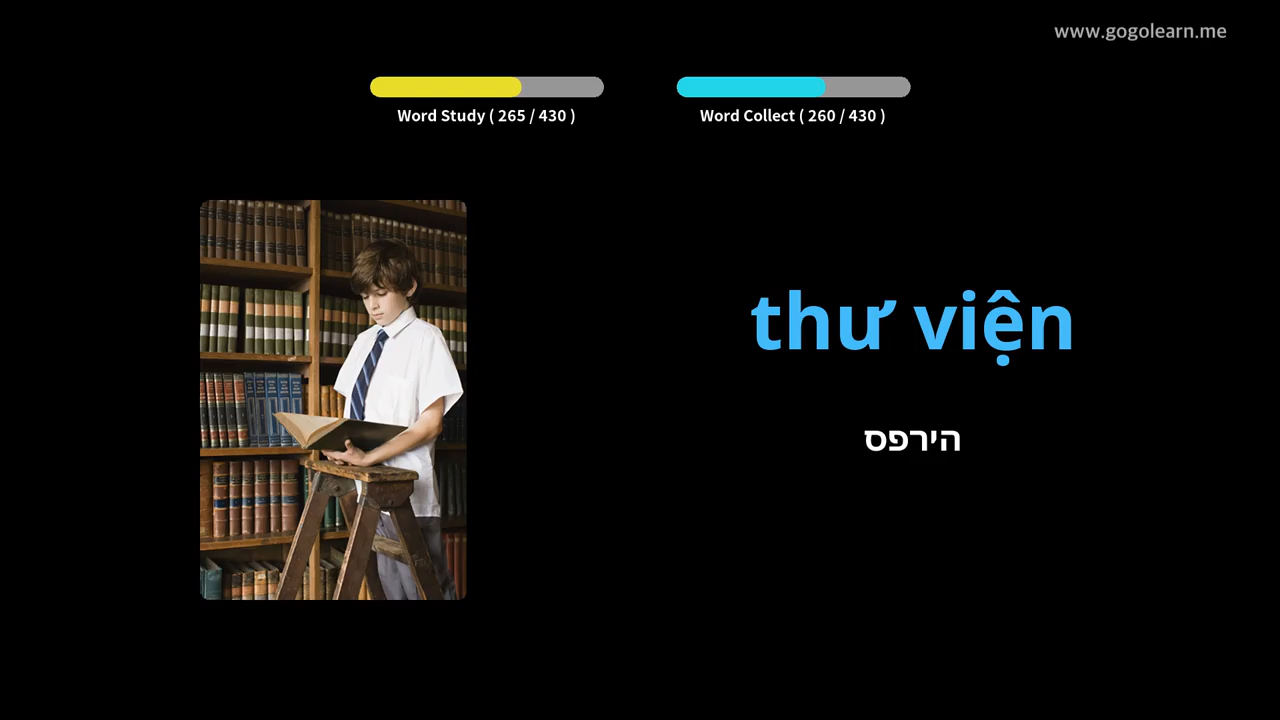 www.gogolearn.me
Word Study ( 265 / 430 )
Word Collect ( 260 / 430 )
thư viện
הירפס